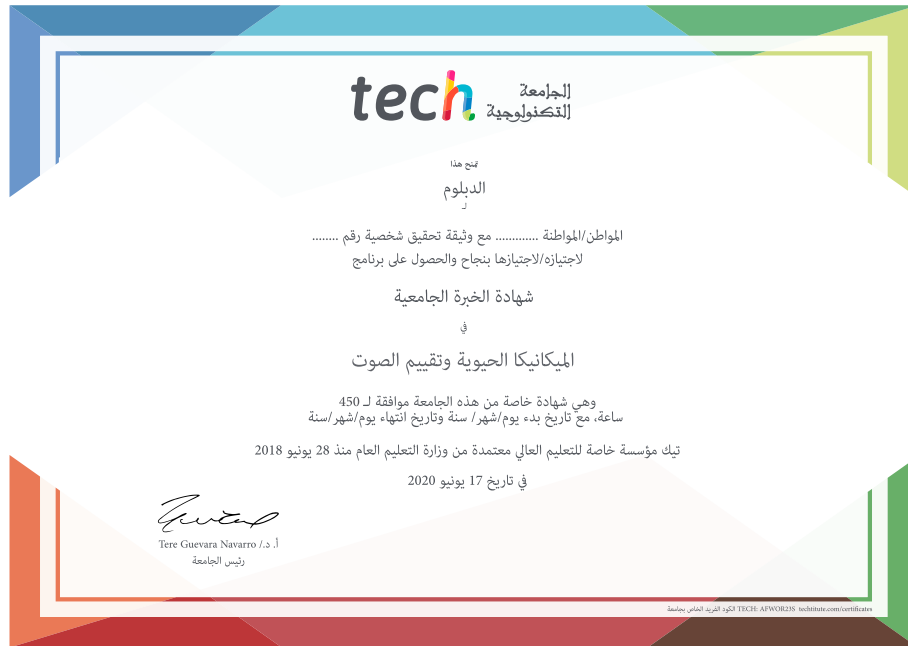 tech الجامعة
التكنولوجية
تمنح هذا
الدبلوم
لـ
المواطن/المواطنة ............. مع وثيقة تحقيق شخصية رقم ........
لاجتيازه/لاجتيازها بنجاح والحصول على برنامج
شهادة الخبرة الجامعية
في
الميكانيكا الحيوية وتقييم الصوت
وهي شهادة خاصة من هذه الجامعة موافقة لـ 450
ساعة، مع تاريخ بدء يوم/شهر/ سنة وتاريخ انتهاء يوم/شهر/سنة
تيك مؤسسة خاصة للتعليم العالي معتمدة من وزارة التعليم العام منذ 28 يونيو 2018
في تاريخ 17 يونيو 2020
أ. د./ Tere Guevara Navarro
رئيس الجامعة
الكود الفريد الخاص بجامعة TECH: AFWOR23S techtitute.com/certificates